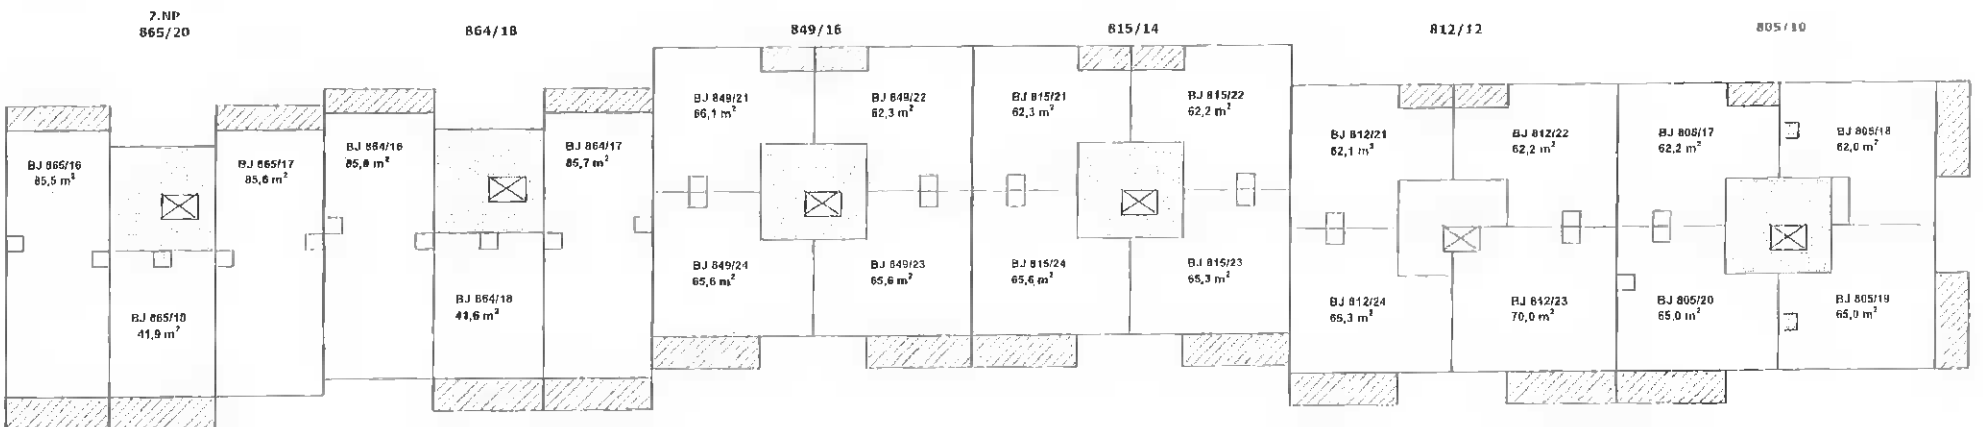 7.NP
865/20
864/18
849/16
815/14
812/12
805/10
BJ 865/16
85,5 m²
BJ 865/17
85,6 m²
BJ 865/18
41,9 m²
BJ 864/16
85,8 m²
BJ 864/17
85,7 m²
BJ 864/18
41,6 m²
BJ 849/21
66,1 m²
BJ 849/22
62,3 m²
BJ 849/24
65,6 m²
BJ 849/23
65,6 m²
BJ 815/21
62,3 m²
BJ 815/22
62,2 m²
BJ 815/24
65,6 m²
BJ 815/23
65,3 m²
BJ 812/21
62,1 m²
BJ 812/22
62,2 m²
BJ 812/24
65,3 m²
BJ 812/23
70,0 m²
BJ 805/17
62,2 m²
BJ 805/18
62,0 m²
BJ 805/20
65,0 m²
BJ 805/19
65,0 m²